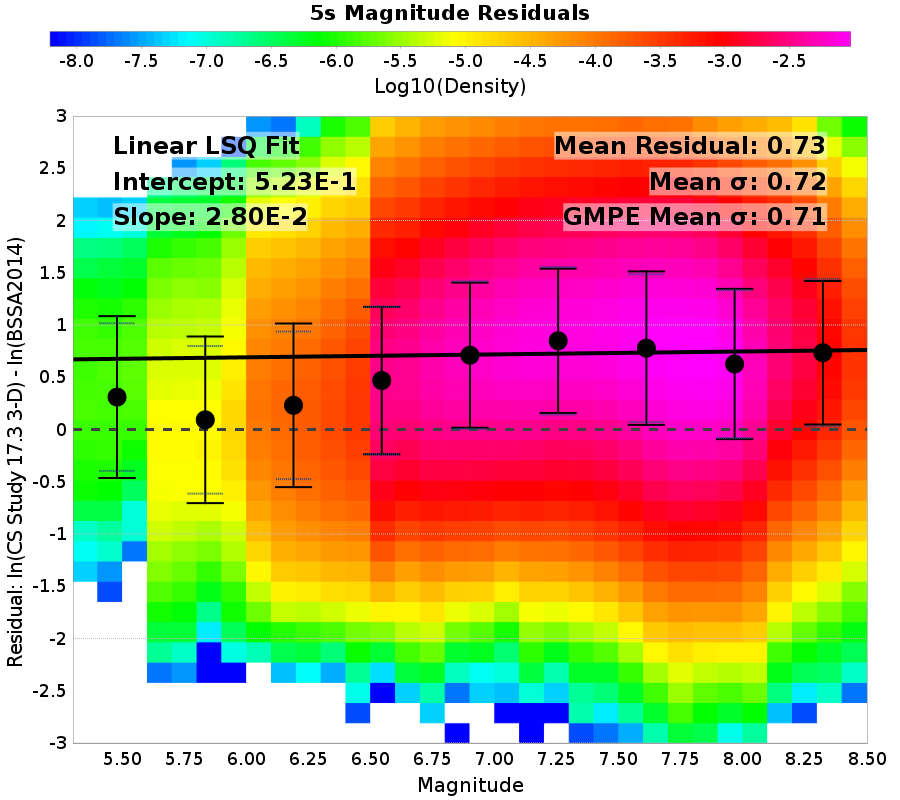 5s Magnitude Residuals
-8.0 -7.5 -7.0 -6.5 -6.0 -5.5 -5.0 -4.5 -4.0 -3.5 -3.0 -2.5
Log10(Density)
Linear LSQ Fit
Intercept: 5.23E-1
Slope: 2.80E-2
Mean Residual: 0.73
Mean σ: 0.72
GMPE Mean σ: 0.71
Residual: ln(CS Study 17.3 3-D) - ln(BSSA2014)
3
2.5
2
1.5
1
0.5
0
-0.5
-1
-1.5
-2
-2.5
-3
5.50 5.75 6.00 6.25 6.50 6.75 7.00 7.25 7.50 7.75 8.00 8.25 8.50
Magnitude